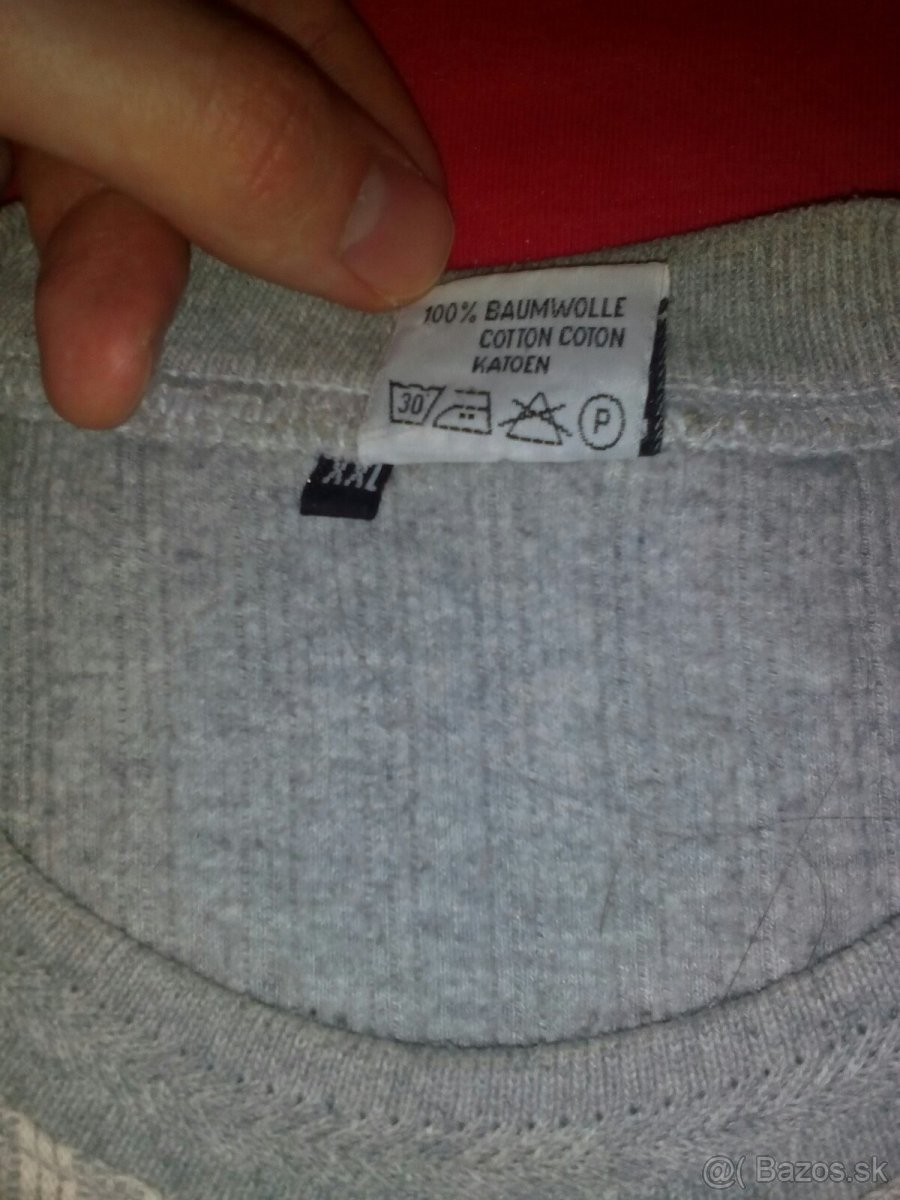 100% BAUMWOLLE
COTTON COTON
KATOEN
30 P
XXL
@( Bazos.sk